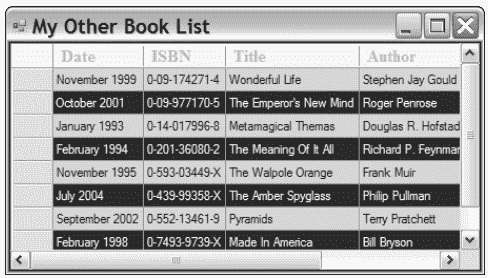 My Other Book List
Date ISBN Title Author
November 1999 0-09-174271-4 Wonderful Life Stephen Jay Gould
October 2001 0-09-977170-5 The Emperor's New Mind Roger Penrose
January 1993 0-14-017996-8 Metamagical Themas Douglas R. Hofstad
February 1994 0-201-36080-2 The Meaning Of It All Richard P. Feynmar
November 1995 0-593-03449-X The Walpole Orange Frank Muir
July 2004 0-439-99358-X The Amber Spyglass Philip Pullman
September 2002 0-552-13461-9 Pyramids Terry Pratchett
February 1998 0-7493-9739-X Made In America Bill Bryson